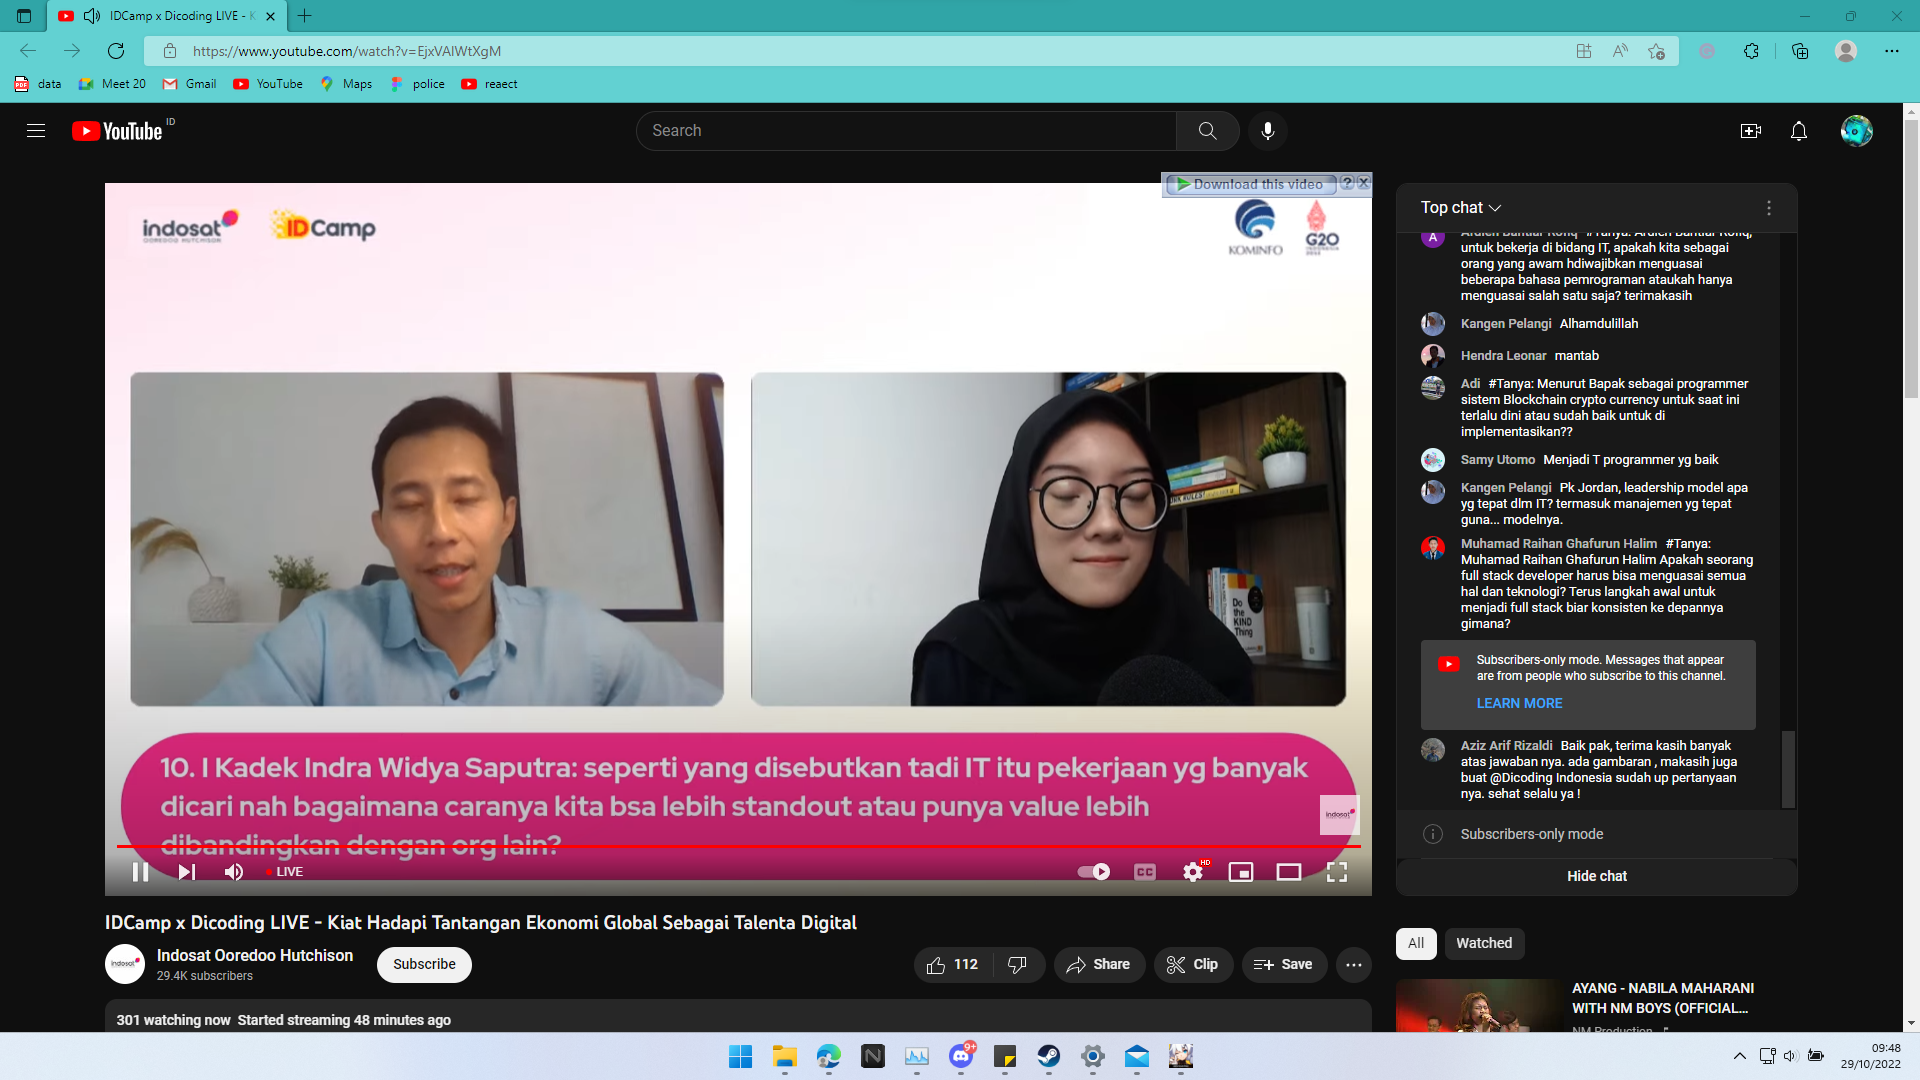 IDCamp x Dicoding LIVE - K
https://www.youtube.com/watch?v=EjxVAIWtXgM
data
Meet 20
Gmail
YouTube
Maps
police
reaect
YouTube
ID
Search
Download this video
indosat
OOREDOO HUTCHISON
IDCamp
KOMINFO
G20
Do
the
KIND
Thing
10. I Kadek Indra Widya Saputra: seperti yang disebutkan tadi IT itu pekerjaan yg banyak
dicari nah bagaimana caranya kita bsa lebih standout atau punya value lebih
dibandingkan dengan org lain?
indosat
LIVE
CC
HD
IDCamp x Dicoding LIVE - Kiat Hadapi Tantangan Ekonomi Global Sebagai Talenta Digital
indosat
Indosat Ooredoo Hutchison
29.4K subscribers
Subscribe
112
Share
Clip
Save
301 watching now Started streaming 48 minutes ago
Top chat
A
untuk bekerja di bidang IT, apakah kita sebagai
orang yang awam hdiwajibkan menguasai
beberapa bahasa pemrograman ataukah hanya
menguasai salah satu saja? terimakasih
Kangen Pelangi Alhamdulillah
Hendra Leonar mantab
Adi #Tanya: Menurut Bapak sebagai programmer
sistem Blockchain crypto currency untuk saat ini
terlalu dini atau sudah baik untuk di
implementasikan??
Samy Utomo Menjadi T programmer yg baik
Kangen Pelangi Pk Jordan, leadership model apa
yg tepat dlm IT? termasuk manajemen yg tepat
guna... modelnya.
Muhamad Raihan Ghafurun Halim #Tanya:
Muhamad Raihan Ghafurun Halim Apakah seorang
full stack developer harus bisa menguasai semua
hal dan teknologi? Terus langkah awal untuk
menjadi full stack biar konsisten ke depannya
gimana?
Subscribers-only mode. Messages that appear
are from people who subscribe to this channel.
LEARN MORE
Aziz Arif Rizaldi Baik pak, terima kasih banyak
atas jawaban nya. ada gambaran , makasih juga
buat @Dicoding Indonesia sudah up pertanyaan
nya. sehat selalu ya !
Subscribers-only mode
Hide chat
All
Watched
AYANG - NABILA MAHARANI
WITH NM BOYS (OFFICIAL...
NM Production
9+
09:48
29/10/2022